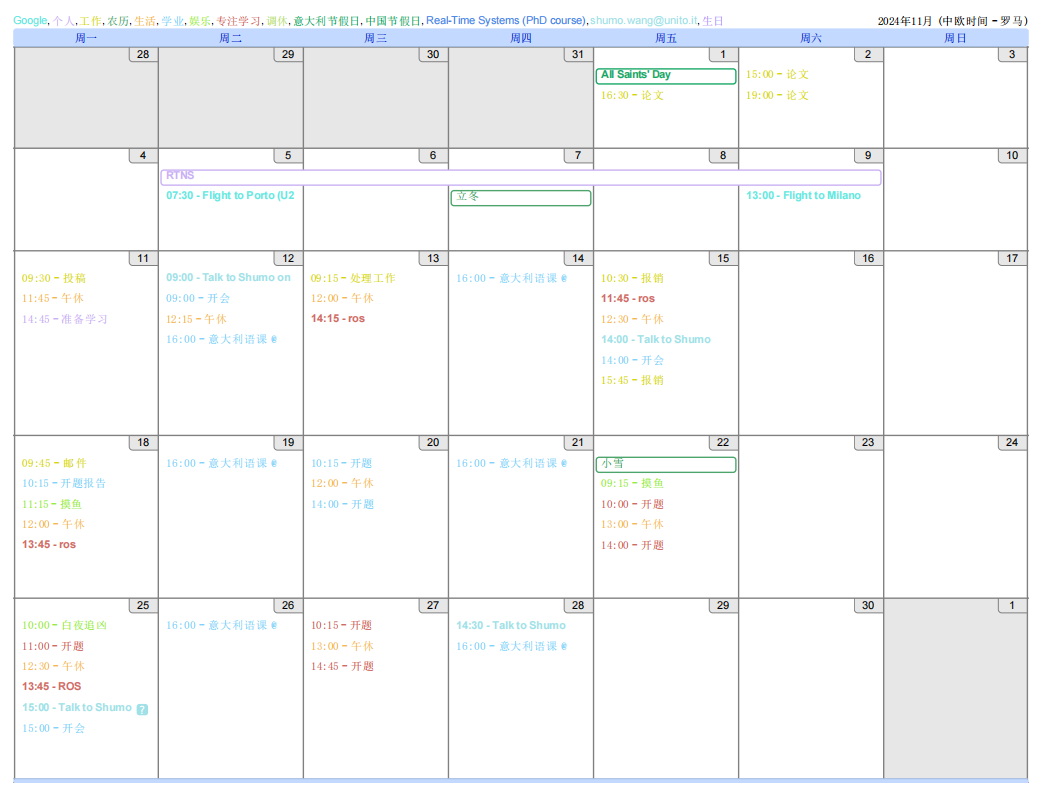 Google, 个人, 工作, 农历, 生活, 学业, 娱乐, 专注学习, 调休, 意大利节假日, 中国节假日, Real-Time Systems (PhD course), shumo.wang@unito.it, 生日
2024年11月 (中欧时间 - 罗马)
周一 周二 周三 周四 周五 周六 周日
28 29 30 31 1 2 3
All Saints' Day
16:30 - 论文
15:00 - 论文
19:00 - 论文
4 5 6 7 8 9 10
RTNS
07:30 - Flight to Porto (U2
立冬
13:00 - Flight to Milano
11 12 13 14 15 16 17
09:30 - 投稿
11:45 - 午休
14:45 - 准备学习
09:00 - Talk to Shumo on
09:00 - 开会
12:15 - 午休
16:00 - 意大利语课 @
09:15 - 处理工作
12:00 - 午休
14:15 - ros
16:00 - 意大利语课 @
10:30 - 报销
11:45 - ros
12:30 - 午休
14:00 - Talk to Shumo
14:00 - 开会
15:45 - 报销
18 19 20 21 22 23 24
09:45 - 邮件
10:15 - 开题报告
11:15 - 摸鱼
12:00 - 午休
13:45 - ros
16:00 - 意大利语课 @
10:15 - 开题
12:00 - 午休
14:00 - 开题
16:00 - 意大利语课 @
小雪
09:15 - 摸鱼
10:00 - 开题
13:00 - 午休
14:00 - 开题
25 26 27 28 29 30 1
10:00 - 白夜追凶
11:00 - 开题
12:30 - 午休
13:45 - ROS
15:00 - Talk to Shumo ?
15:00 - 开会
16:00 - 意大利语课 @
10:15 - 开题
13:00 - 午休
14:45 - 开题
14:30 - Talk to Shumo
16:00 - 意大利语课 @